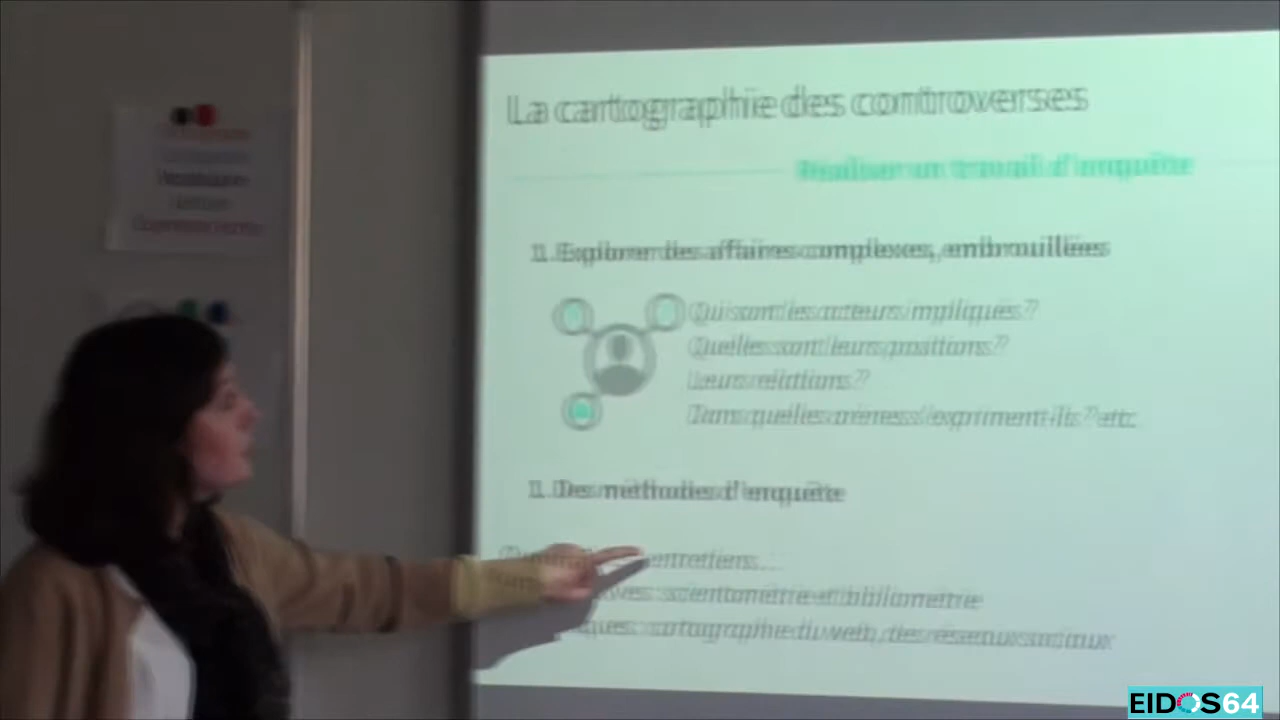 La cartographie des controverses
Réaliser un travail d'enquête
1. Explorer des affaires complexes, embrouillées
Qui sont les acteurs impliqués ?
Quelles sont leurs positions ?
Leurs relations ?
Dans quelles arènes s'expriment-ils ? etc
1. Des méthodes d'enquête
entretiens...
ives: scientométrie et bibliométrie
iques: cartographie du web, des réseaux sociaux
EIDOS64